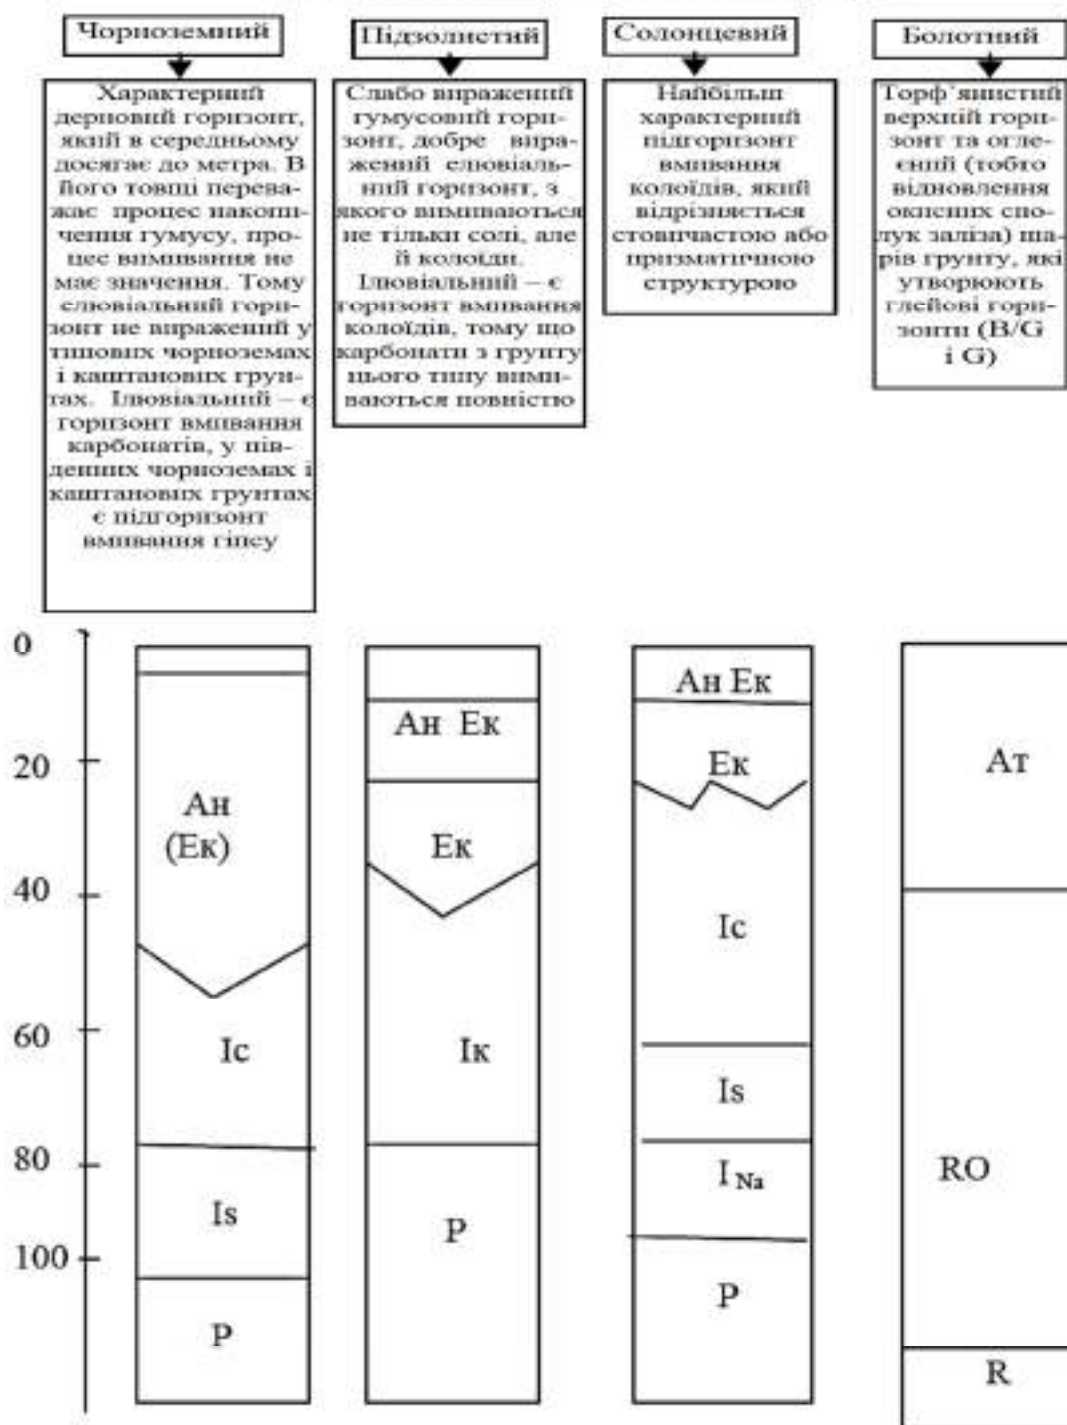 Чорноземний
Характерний
дерновий горизонт,
який в середньому
досягає до метра. В
його товщі перева-
жає процес накопи-
чення гумусу, про-
цес вимивання не
має значення. Тому
елювіальний гори-
зонт не виражений у
типових чорноземах
і каштанових грун-
тах. Ілювіальний – є
горизонт вмивання
карбонатів, у пів-
денних чорноземах і
каштанових грунтах
є підгоризонт
вмивання гіпсу
Підзолистий
Слабо виражений
гумусовий гори-
зонт, добре вира-
жений елювіаль-
ний горизонт, з
якого вимиваються
не тільки солі, але
й колоїди.
Ілювіальний – є
горизонт вмивання
колоїдів, тому що
карбонати з грунту
цього типу вими-
ваються повністю
Солонцевий
Найбільш
характерний
підгоризонт
вмивання
колоїдів, який
відрізняється
стовпчастою або
призматичною
структурою
Болотний
Торф'янистий
верхній гори-
зонт та огле-
єний (тобто
відновлення
окисних спо-
лук заліза) ша-
рів грунту, які
утворюють
глейові гори-
зонти (B/G
і G)
0
20
40
60
80
100
Ан
(Ек)
Ic
Is
P
Ан Ек
Ек
Iк
P
Ан Ек
Ек
Ic
Is
I Na
P
Ат
RO
R